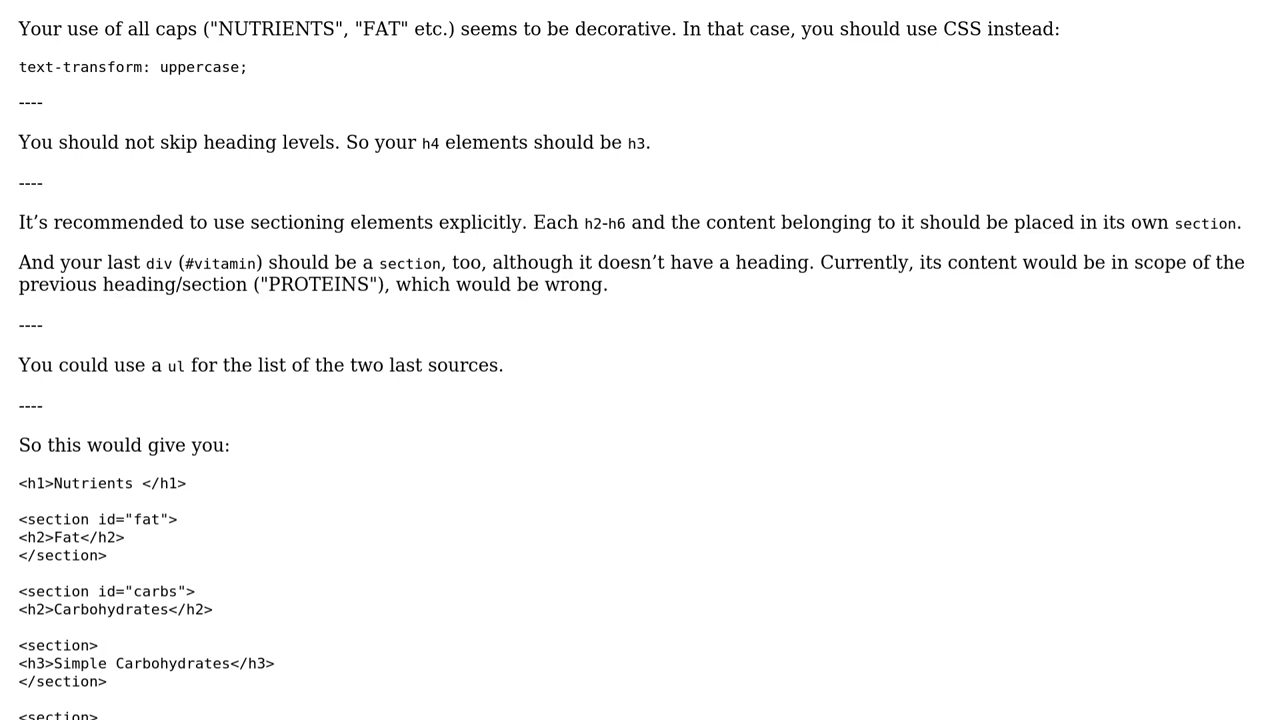 Your use of all caps ("NUTRIENTS", "FAT" etc.) seems to be decorative. In that case, you should use CSS instead:
text-transform: uppercase;
----
You should not skip heading levels. So your h4 elements should be h3.
----
It’s recommended to use sectioning elements explicitly. Each h2-h6 and the content belonging to it should be placed in its own section.
And your last div (#vitamin) should be a section, too, although it doesn’t have a heading. Currently, its content would be in scope of the
previous heading/section ("PROTEINS"), which would be wrong.
----
You could use a ul for the list of the two last sources.
----
So this would give you:
<h1>Nutrients </h1>
<section id="fat">
<h2>Fat</h2>
</section>
<section id="carbs">
<h2>Carbohydrates</h2>
<section>
<h3>Simple Carbohydrates</h3>
</section>
<section>